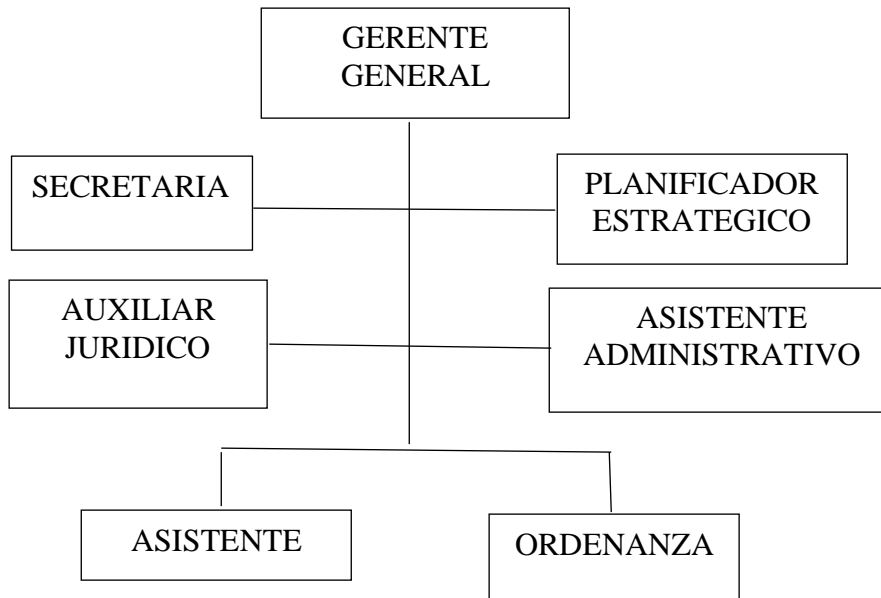 GERENTE
GENERAL
SECRETARIA
PLANIFICADOR
ESTRATEGICO
AUXILIAR
JURIDICO
ASISTENTE
ADMINISTRATIVO
ASISTENTE
ORDENANZA